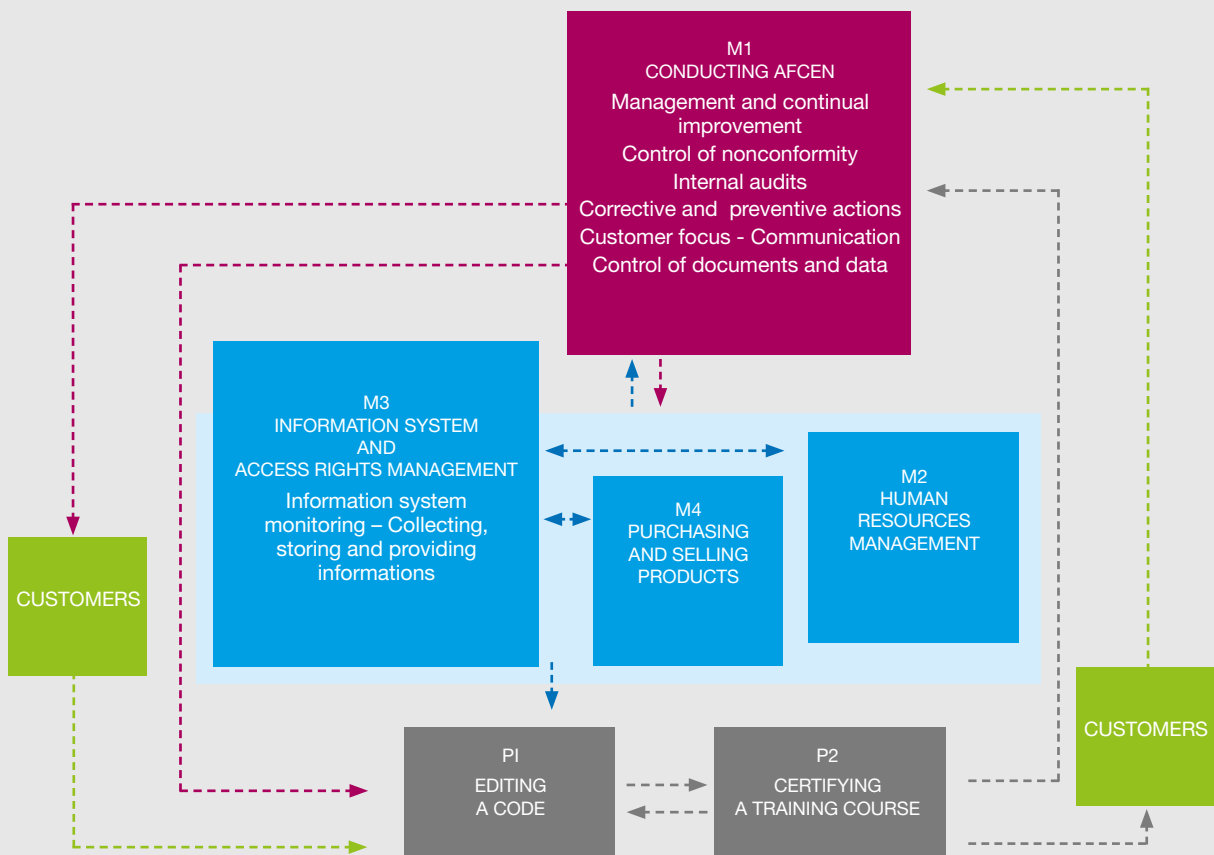 M1
CONDUCTING AFCEN
Management and continual
improvement
Control of nonconformity
Internal audits
Corrective and preventive actions
Customer focus - Communication
Control of documents and data
M3
INFORMATION SYSTEM
AND
ACCESS RIGHTS MANAGEMENT
Information system
monitoring – Collecting,
storing and providing
informations
M4
PURCHASING
AND SELLING
PRODUCTS
M2
HUMAN
RESOURCES
MANAGEMENT
CUSTOMERS
PI
EDITING
A CODE
P2
CERTIFYING
A TRAINING COURSE
CUSTOMERS